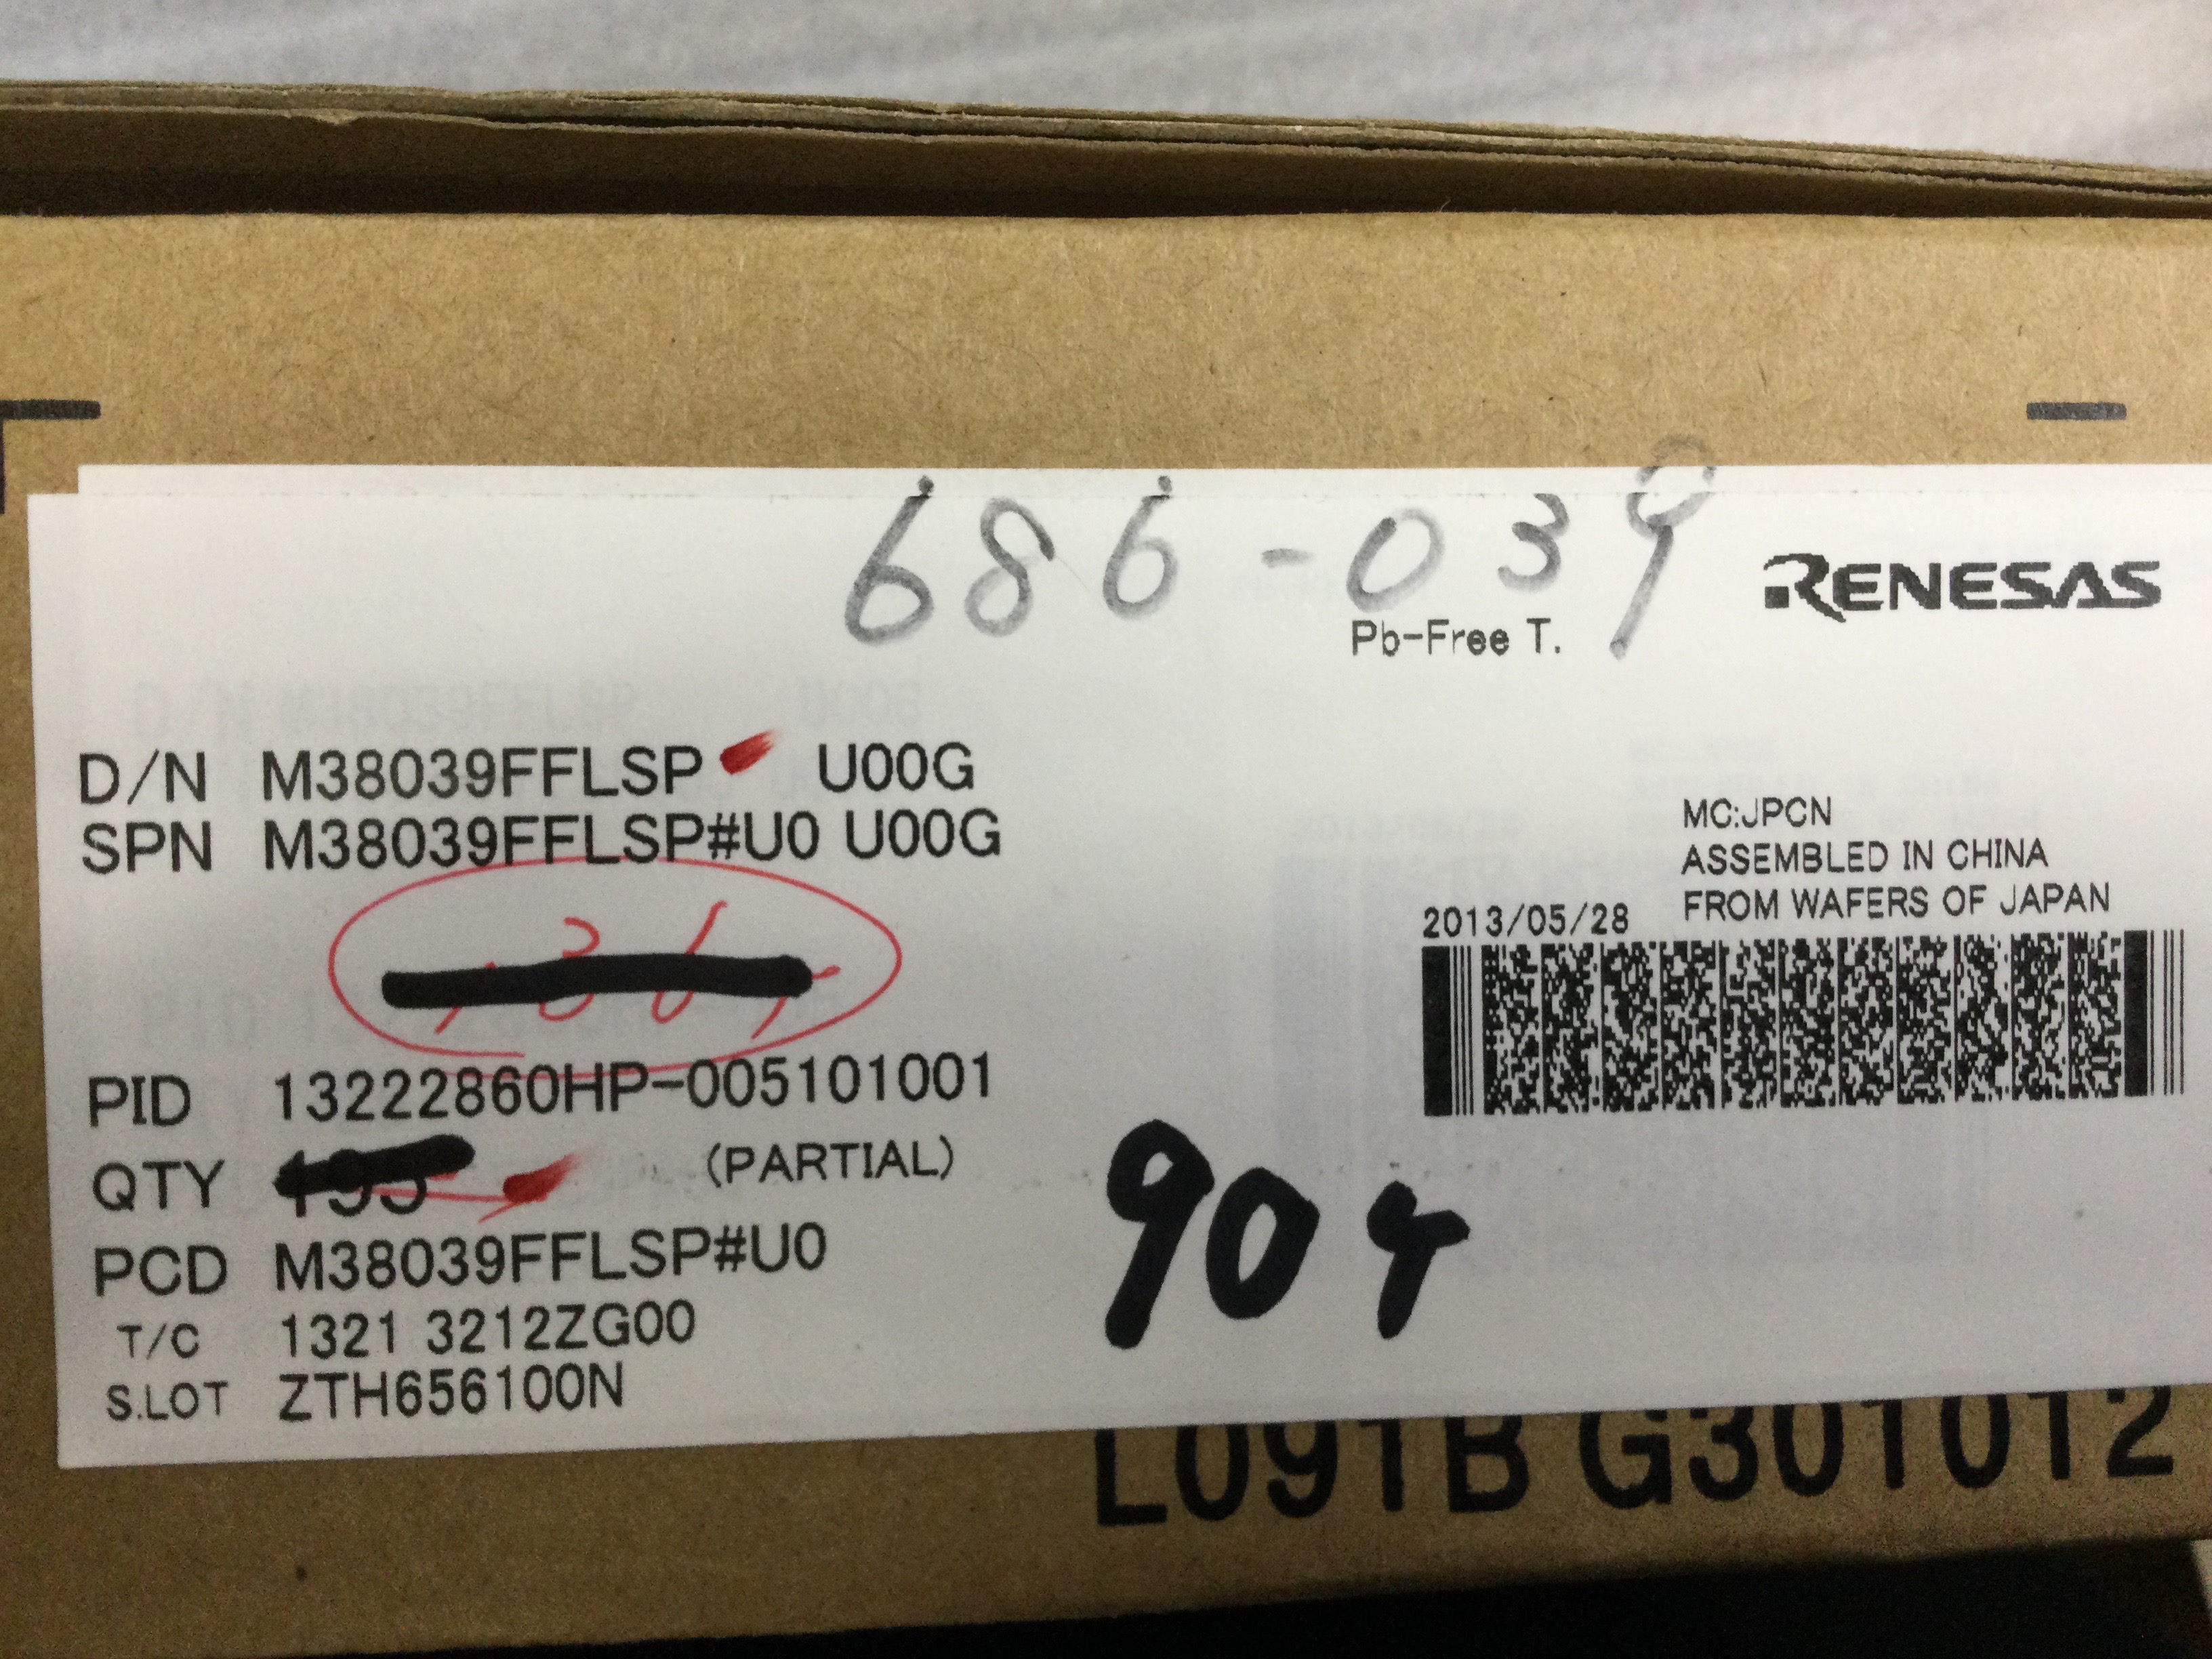 686-039
RENESAS
Pb-Free T.
D/N M38039FFLSP U00G
SPN M38039FFLSP#U0 U00G
MC:JPCN
ASSEMBLED IN CHINA
2013/05/28 FROM WAFERS OF JAPAN
PID 13222860HP-005101001
QTY (PARTIAL)
904
PCD M38039FFLSP#U0
T/C 1321 3212ZG00
S.LOT ZTH656100N
L091B G301012